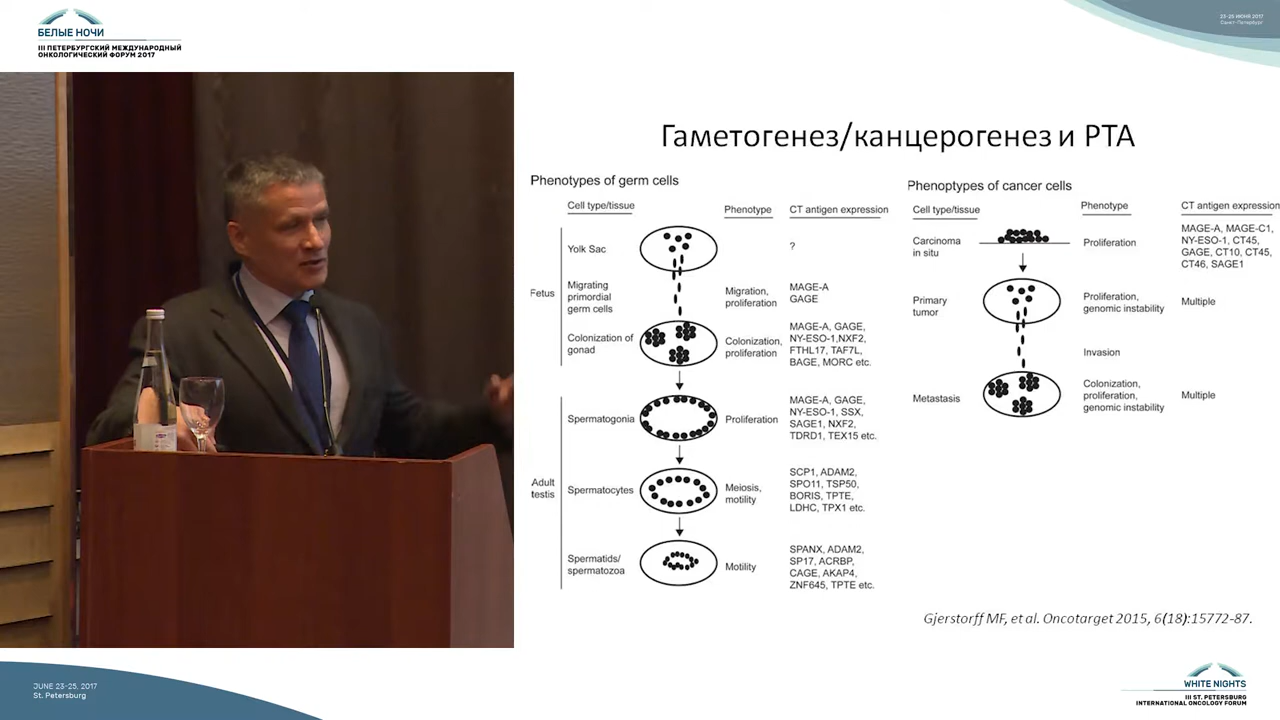 БЕЛЫЕ НОЧИ
III ПЕТЕРБУРГСКИЙ МЕЖДУНАРОДНЫЙ
ОНКОЛОГИЧЕСКИЙ ФОРУМ 2017
23-25 ИЮНЯ 2017
Санкт-Петербург
Гаметогенез/канцерогенез и РТА
Phenotypes of germ cells
Cell type/tissue
Phenotype
CT antigen expression
Fetus
Yolk Sac
?
Migrating
primordial
germ cells
Migration,
proliferation
MAGE-A
GAGE
Colonization of
gonad
Colonization,
proliferation
MAGE-A, GAGE,
NY-ESO-1,NXF2,
FTHL17, TAF7L,
BAGE, MORC etc.
Adult
testis
Spermatogonia
Proliferation
MAGE-A, GAGE,
NY-ESO-1, SSX,
SAGE1, NXF2,
TDRD1, TEX15 etc.
Spermatocytes
Meiosis,
motility
SCP1, ADAM2,
SPO11, TSP50,
BORIS, TPTE,
LDHC, TPX1 etc.
Spermatids/
spermatozoa
Motility
SPANX, ADAM2,
SP17, ACRBP,
CAGE, AKAP4,
ZNF645, TPTE etc.
Phenoptypes of cancer cells
Cell type/tissue
Phenotype
CT antigen expression
Carcinoma
in situ
Proliferation
MAGE-A, MAGE-C1,
NY-ESO-1, CT45,
GAGE, CT10, CT45,
CT46, SAGE1
Primary
tumor
Proliferation,
genomic instability
Multiple
Invasion
Metastasis
Colonization,
proliferation,
genomic instability
Multiple
Gjerstorff MF, et al. Oncotarget 2015, 6(18):15772-87.
JUNE 23-25, 2017
St. Petersburg
WHITE NIGHTS
III ST. PETERSBURG
INTERNATIONAL ONCOLOGY FORUM